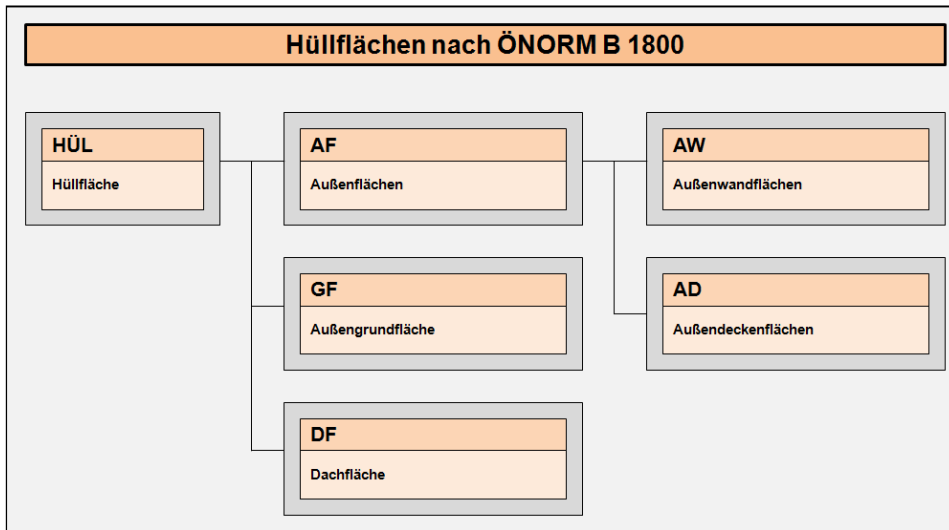 Hüllflächen nach ÖNORM B 1800
HÜL
Hüllfläche
AF
Außenflächen
AW
Außenwandflächen
GF
Außengrundfläche
AD
Außendeckenflächen
DF
Dachfläche